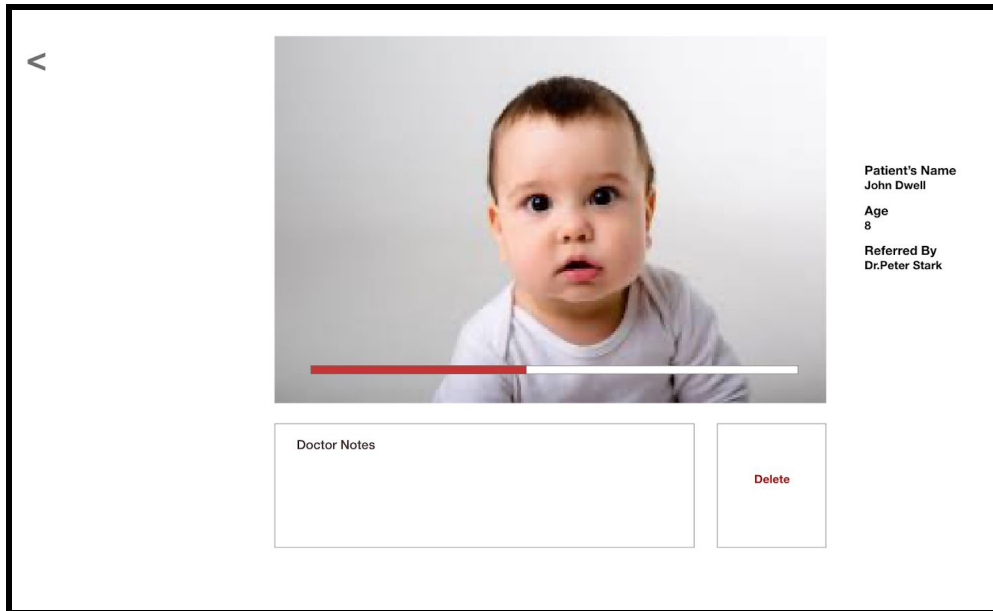 <
Patient's Name
John Dwell
Age
8
Referred By
Dr.Peter Stark
Doctor Notes
Delete